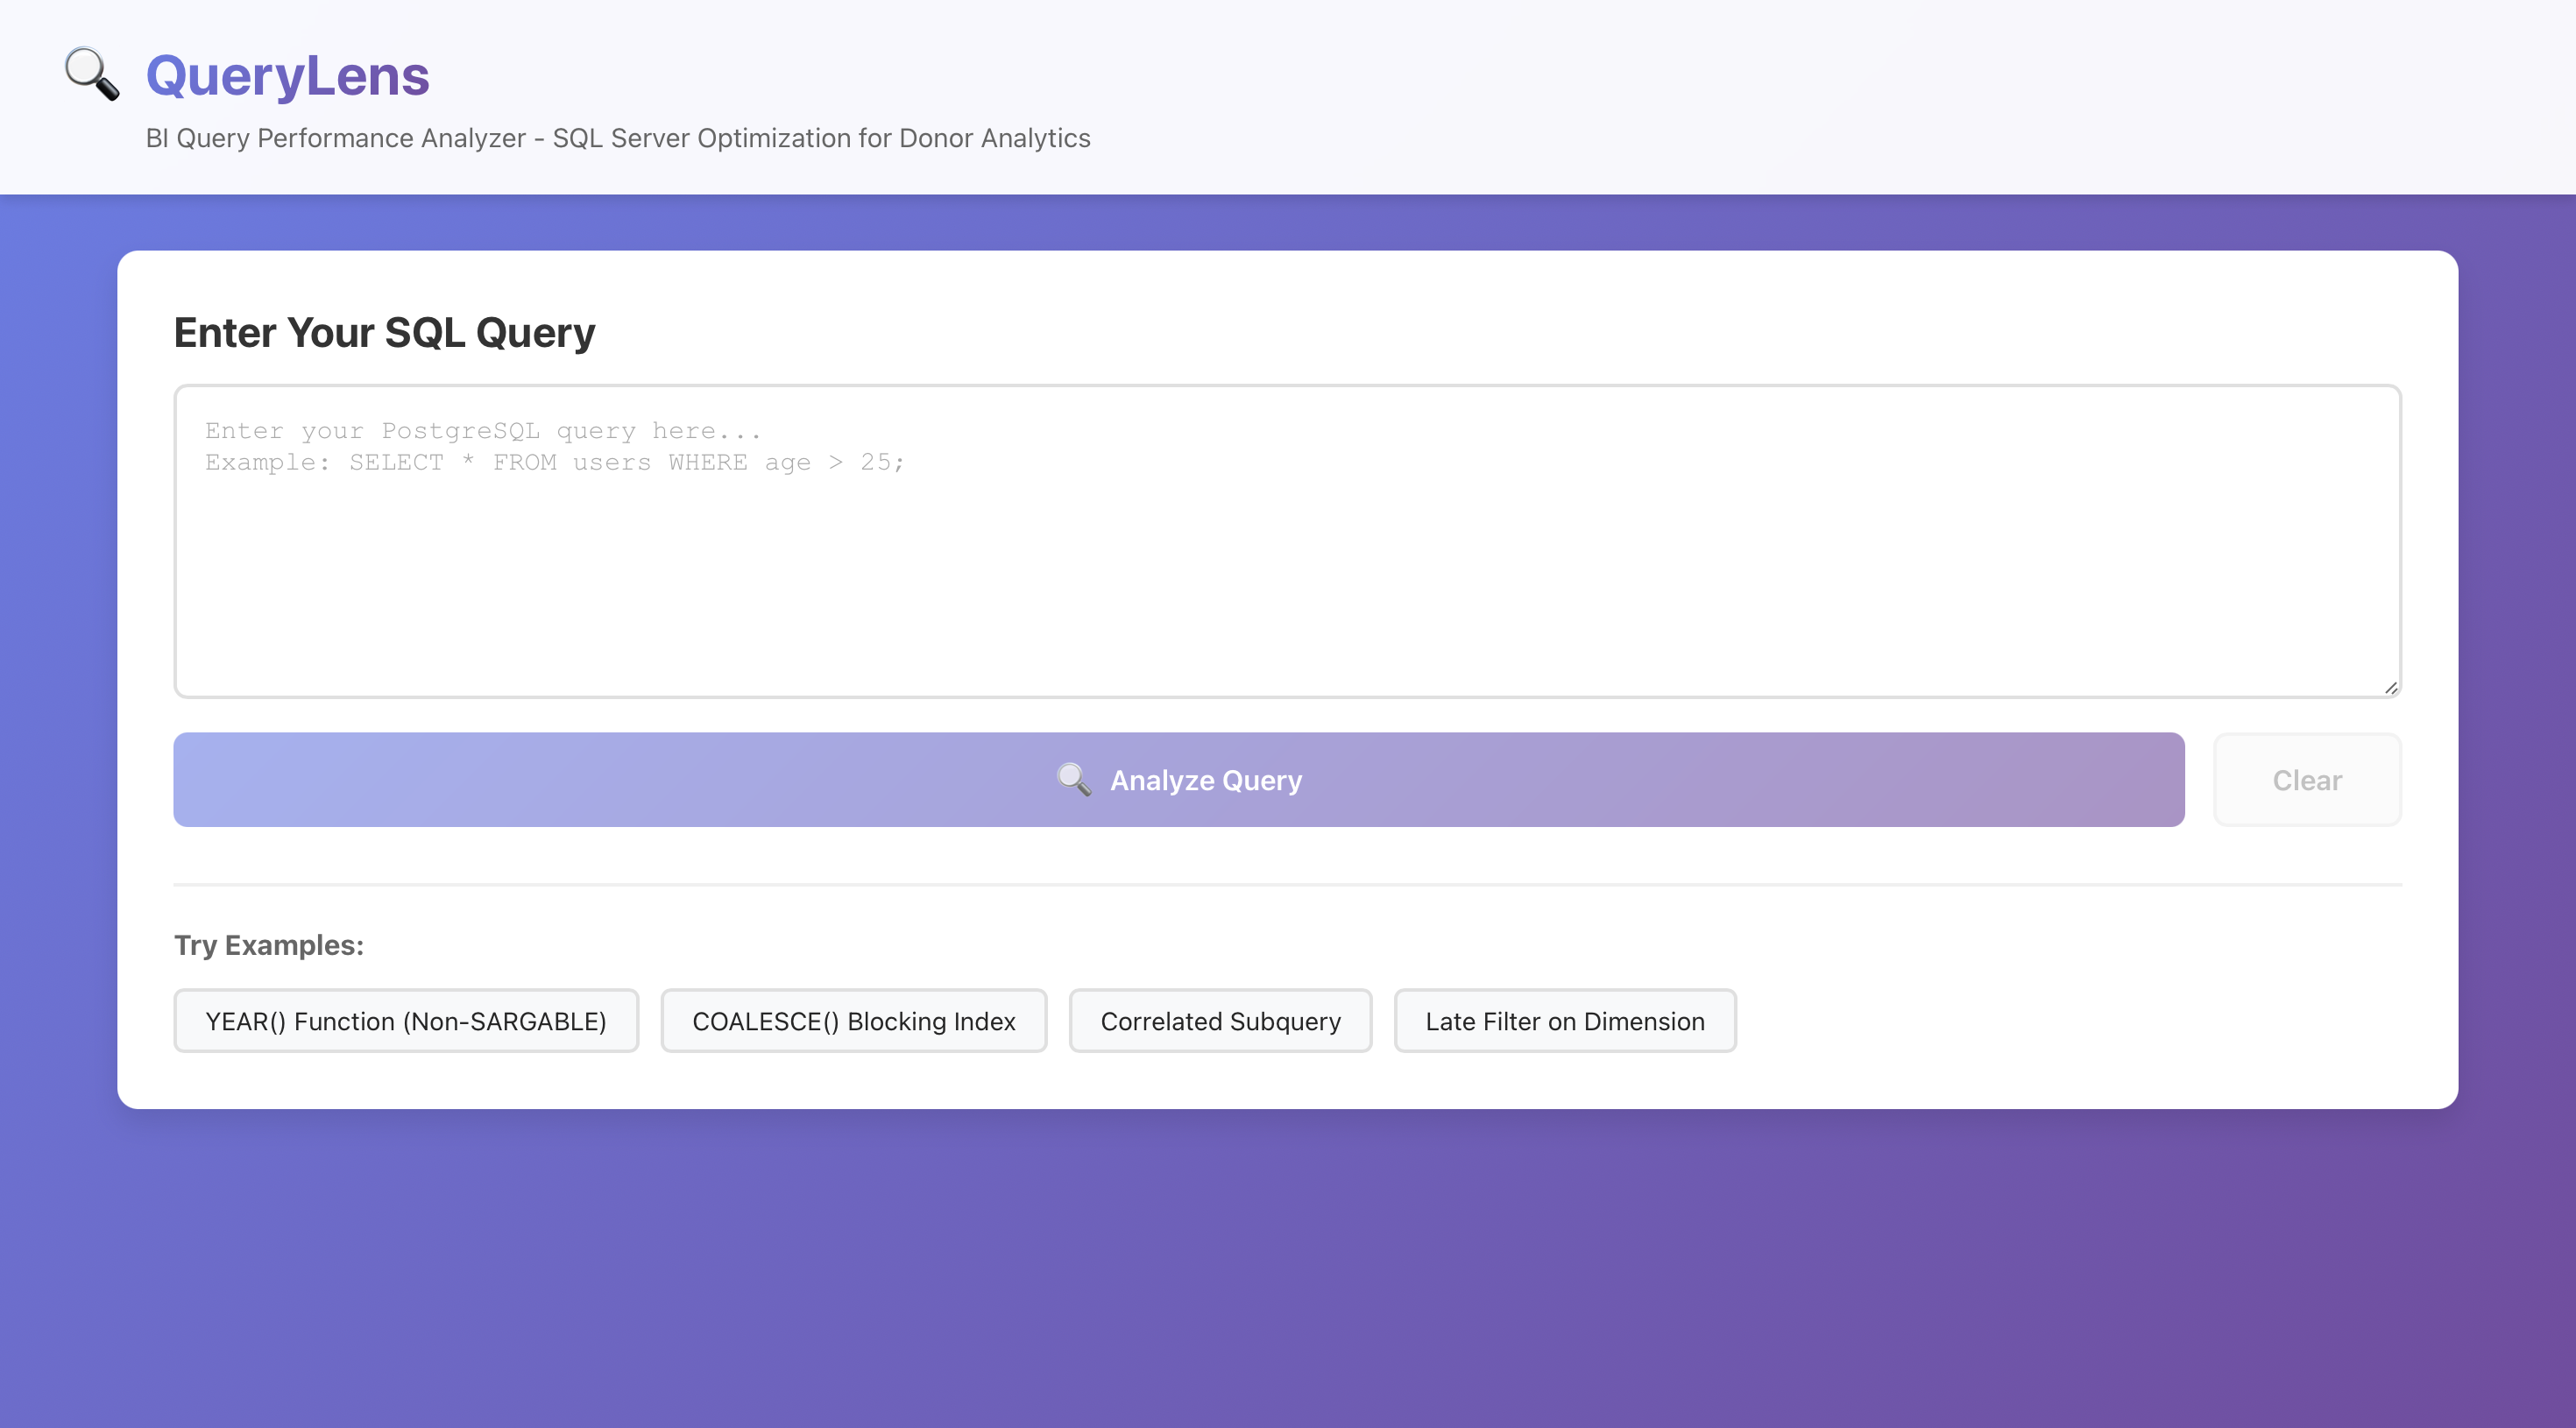 QueryLens
BI Query Performance Analyzer - SQL Server Optimization for Donor Analytics
Enter Your SQL Query
Enter your PostgreSQL query here...
Example: SELECT * FROM users WHERE age > 25;
Analyze Query
Clear
Try Examples:
YEAR() Function (Non-SARGABLE)
COALESCE() Blocking Index
Correlated Subquery
Late Filter on Dimension